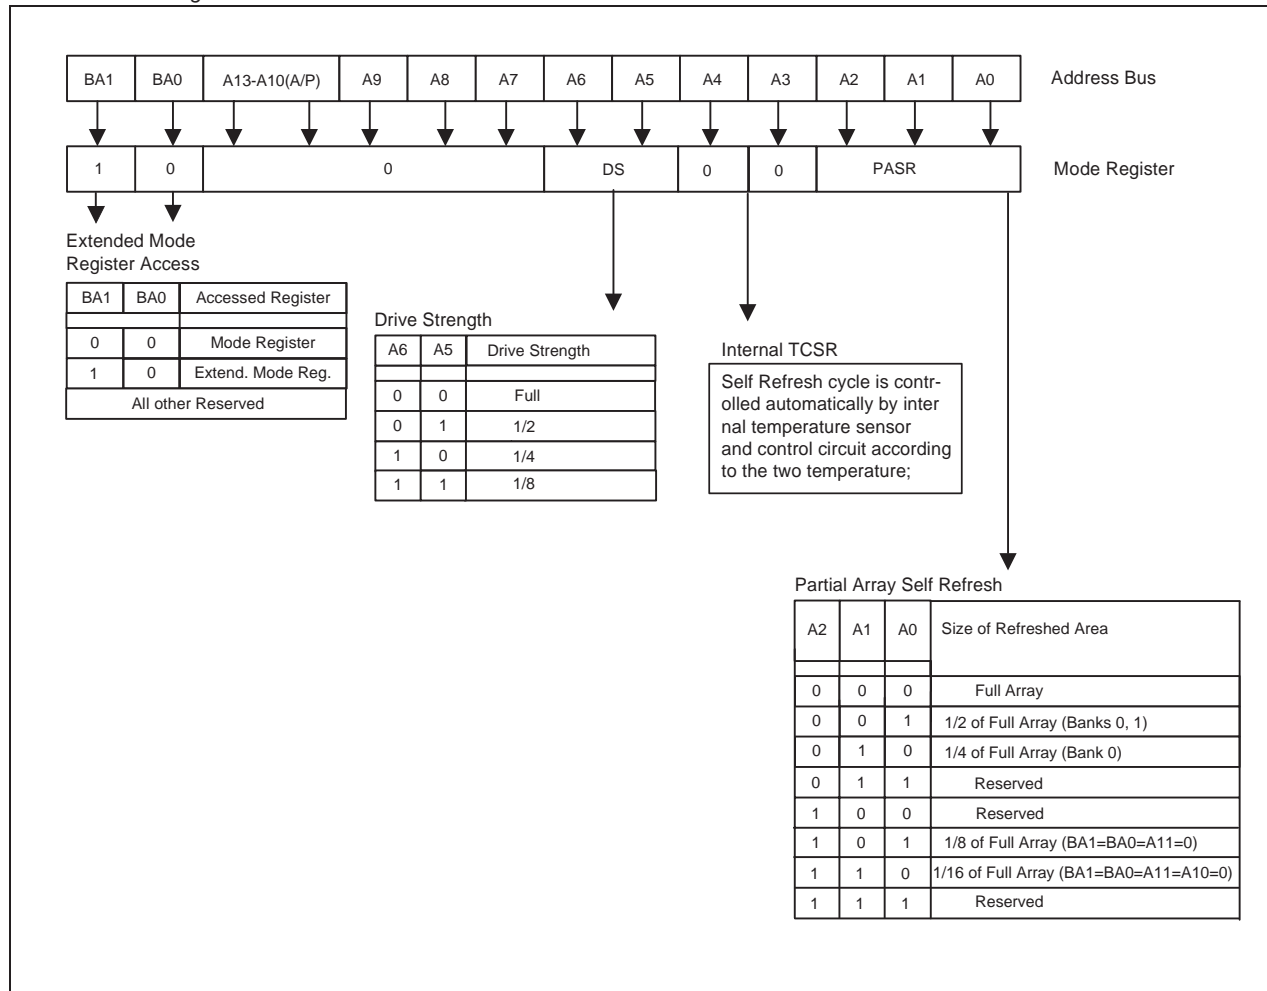 BA1 BA0 A13-A10(A/P) A9 A8 A7 A6 A5 A4 A3 A2 A1 A0 Address Bus
1 0 0 DS 0 0 PASR Mode Register
Extended Mode
Register Access
BA1 BA0 Accessed Register
0 0 Mode Register
1 0 Extend. Mode Reg.
All other Reserved
Drive Strength
A6 A5 Drive Strength
0 0 Full
0 1 1/2
1 0 1/4
1 1 1/8
Internal TCSR
Self Refresh cycle is contr-
olled automatically by inter
nal temperature sensor
and control circuit according
to the two temperature;
Partial Array Self Refresh
A2 A1 A0 Size of Refreshed Area
0 0 0 Full Array
0 0 1 1/2 of Full Array (Banks 0, 1)
0 1 0 1/4 of Full Array (Bank 0)
0 1 1 Reserved
1 0 0 Reserved
1 0 1 1/8 of Full Array (BA1=BA0=A11=0)
1 1 0 1/16 of Full Array (BA1=BA0=A11=A10=0)
1 1 1 Reserved